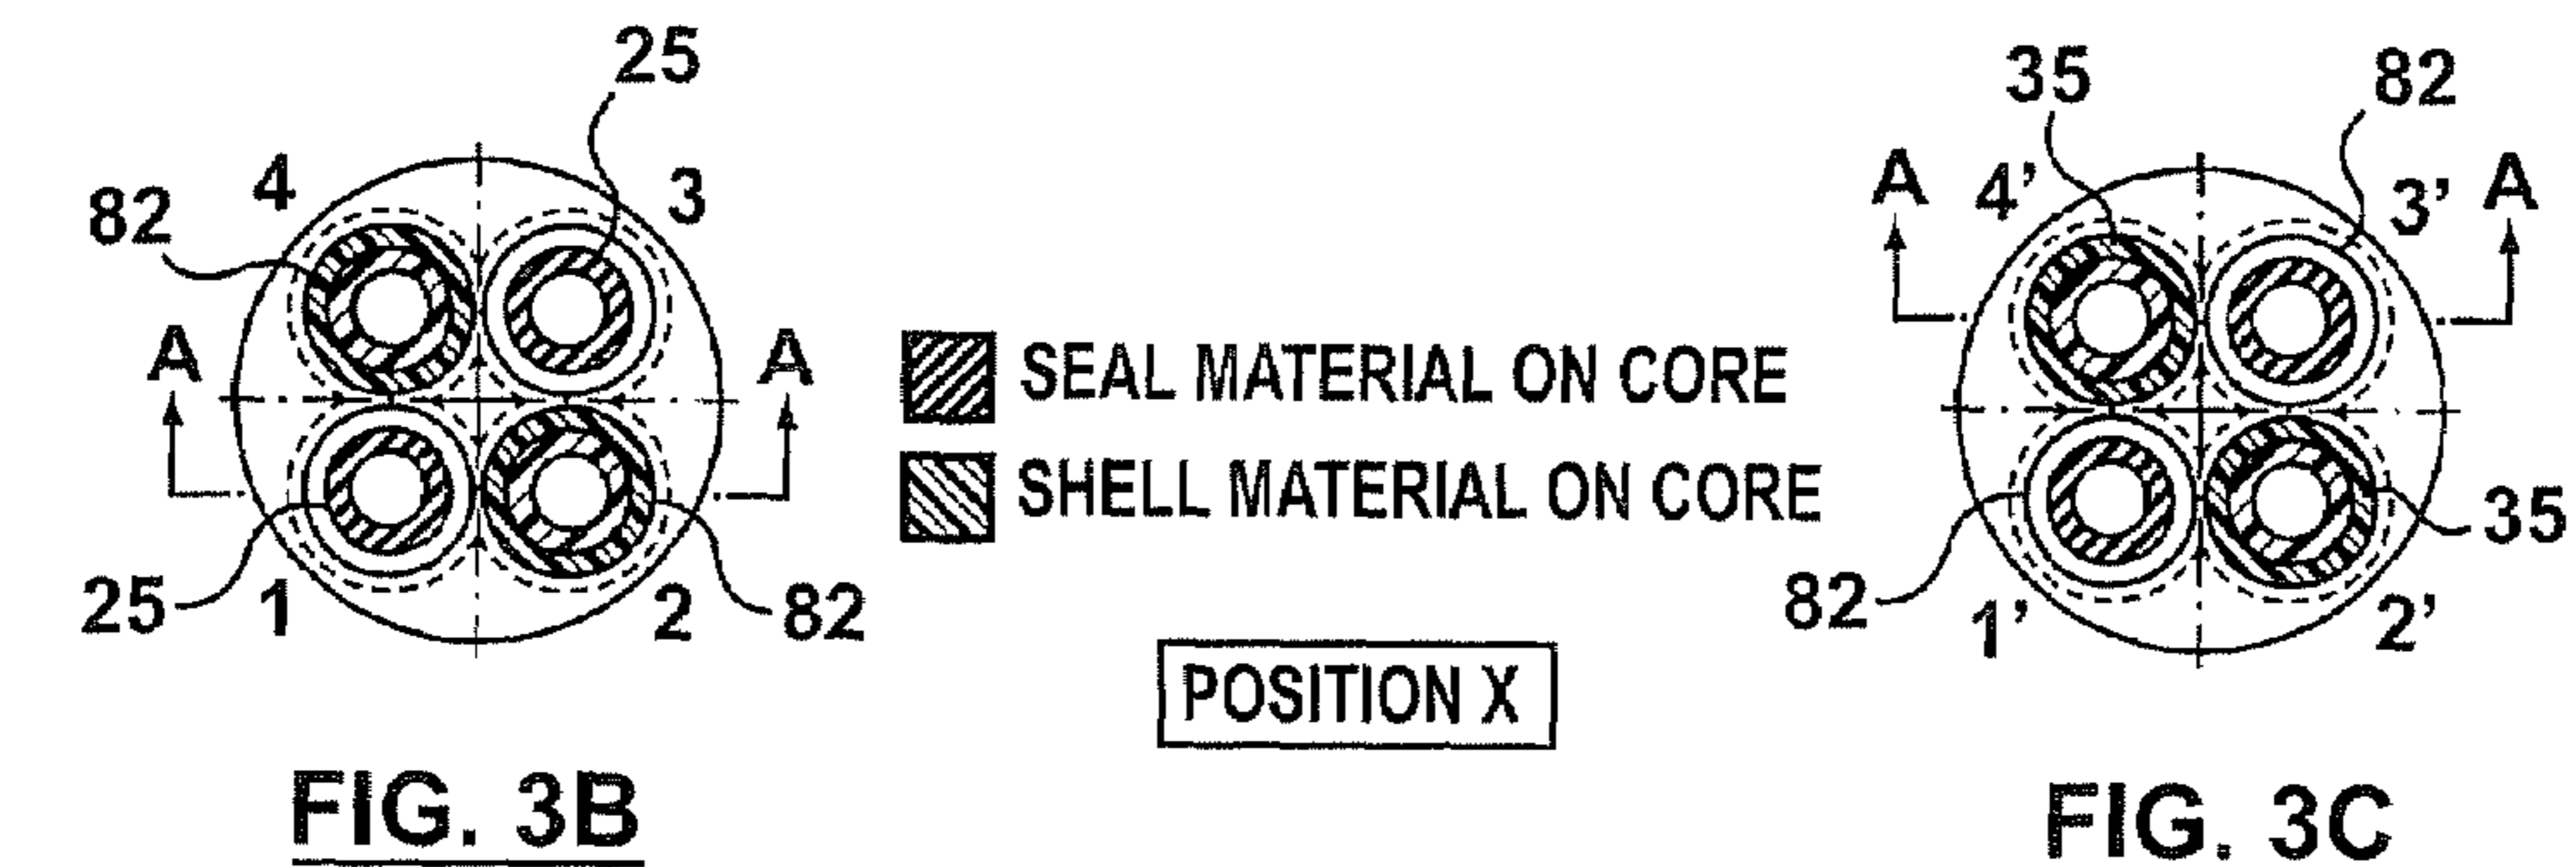 25
4
3
82
A
A
25
1
2
82
FIG. 3B
SEAL MATERIAL ON CORE
SHELL MATERIAL ON CORE
POSITION X
35
82
A
4’
3’
A
82
1’
2’
35
FIG. 3C